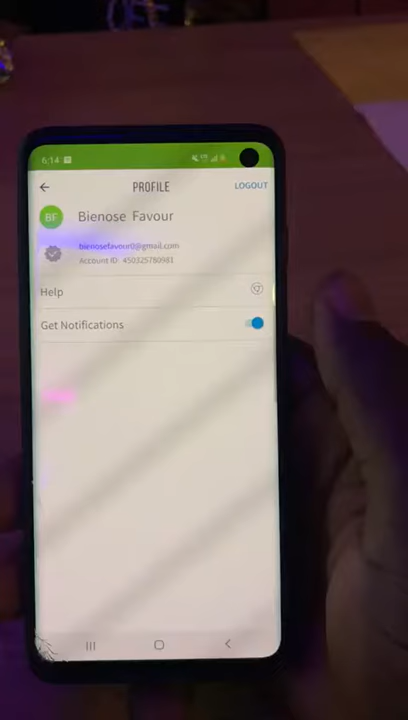 6:14
PROFILE LOGOUT
BF Bienose Favour
bienosefavour0@gmail.com
Account ID: 450325780981
Help
Get Notifications